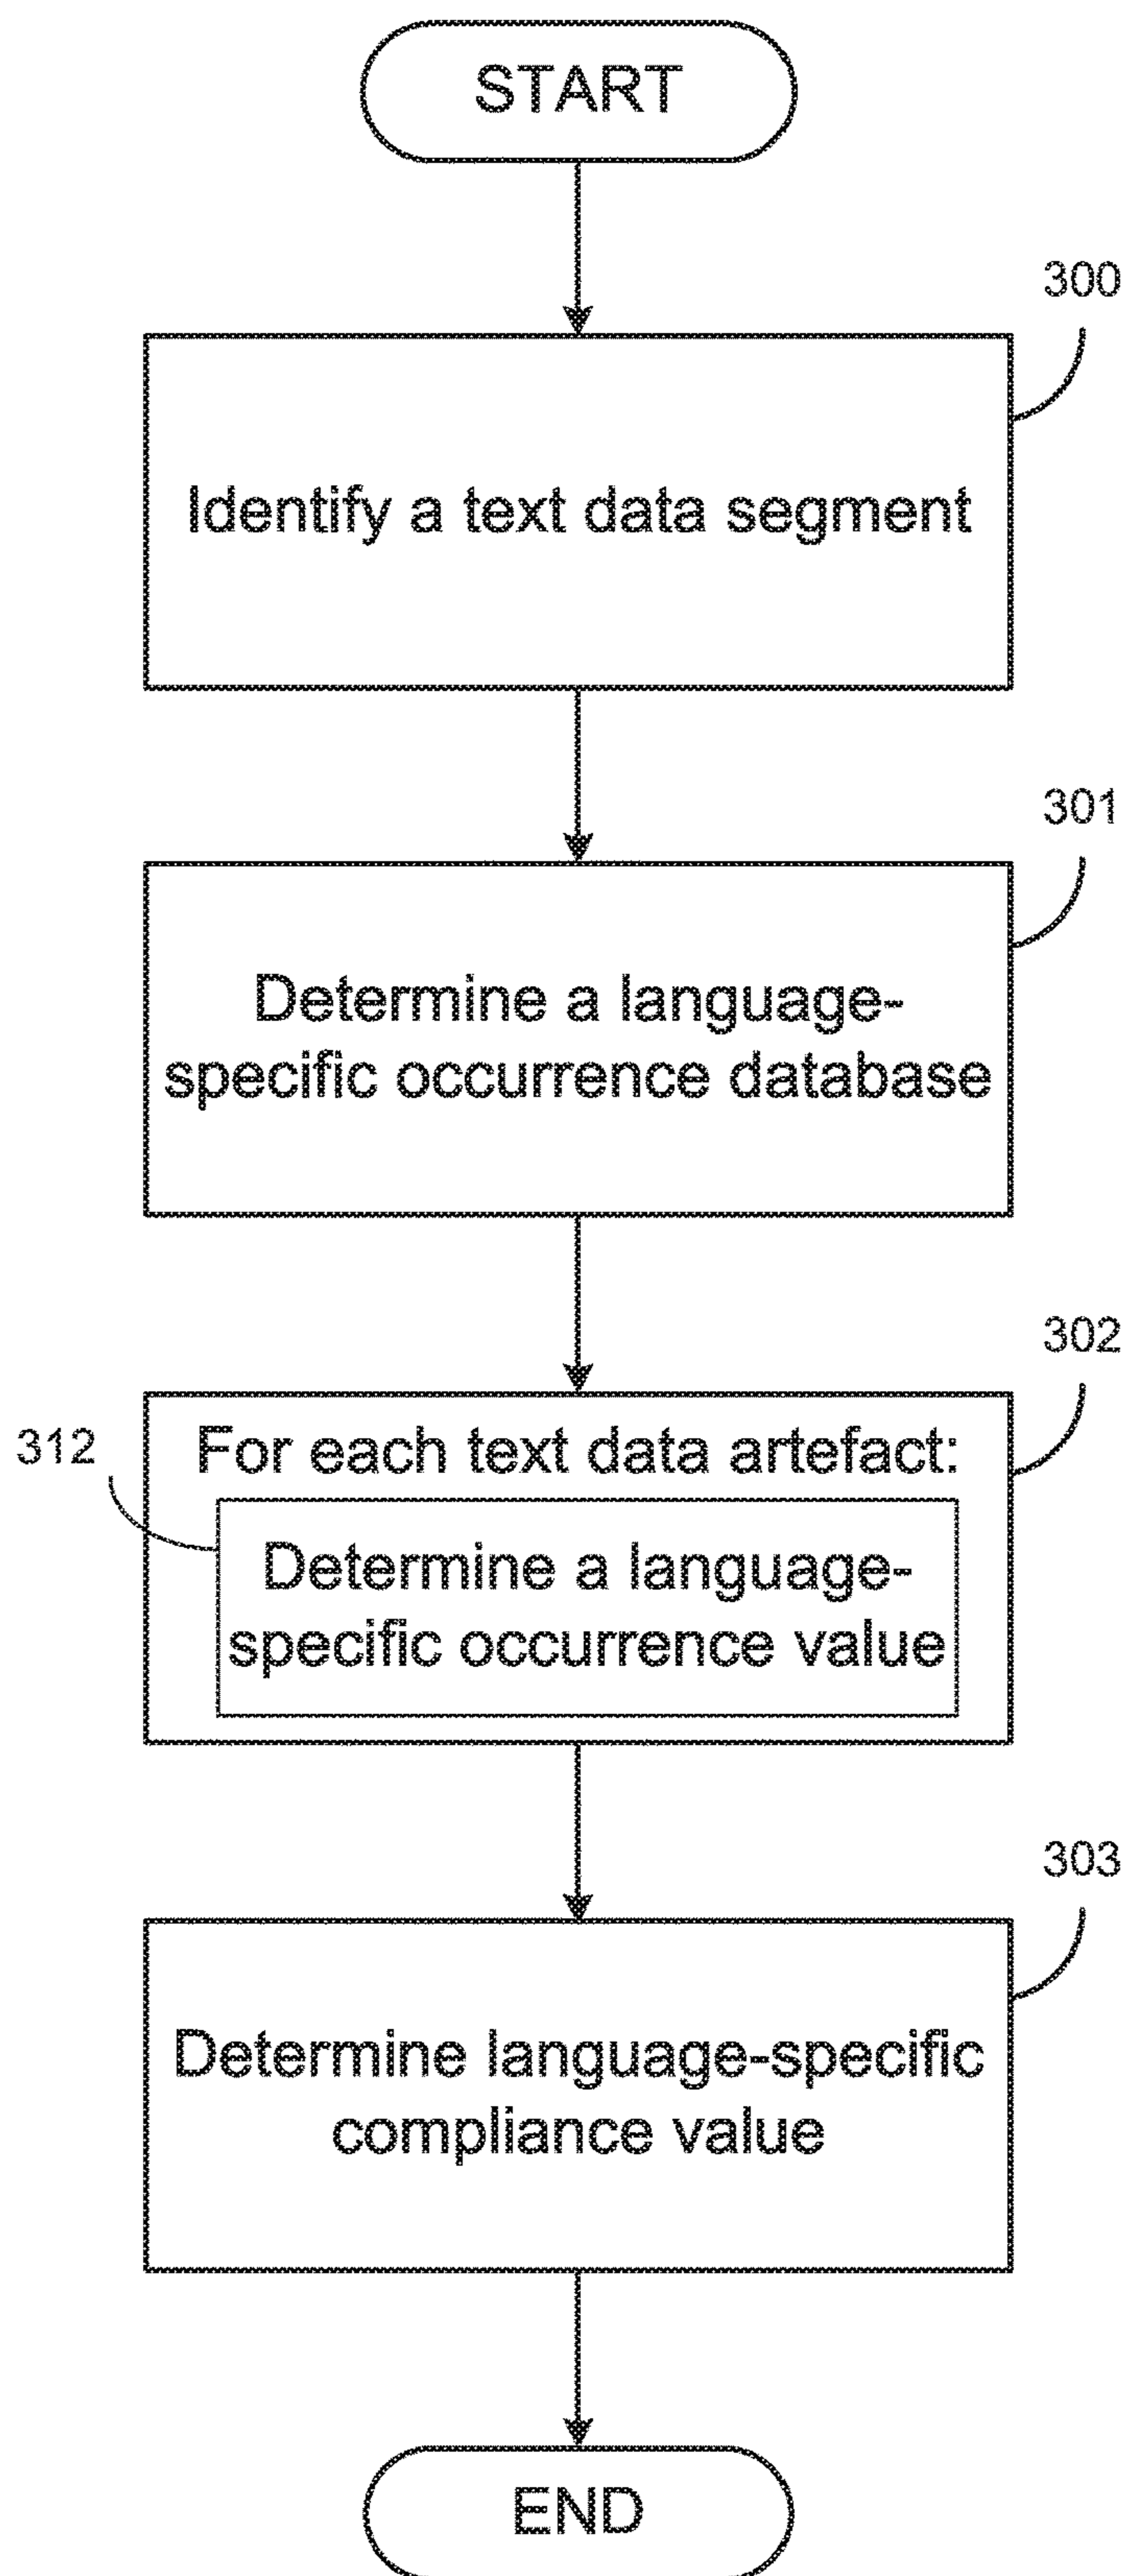 START
300
Identify a text data segment
301
Determine a language-
specific occurrence database
302
312
For each text data artefact:
Determine a language-
specific occurrence value
303
Determine language-specific
compliance value
END